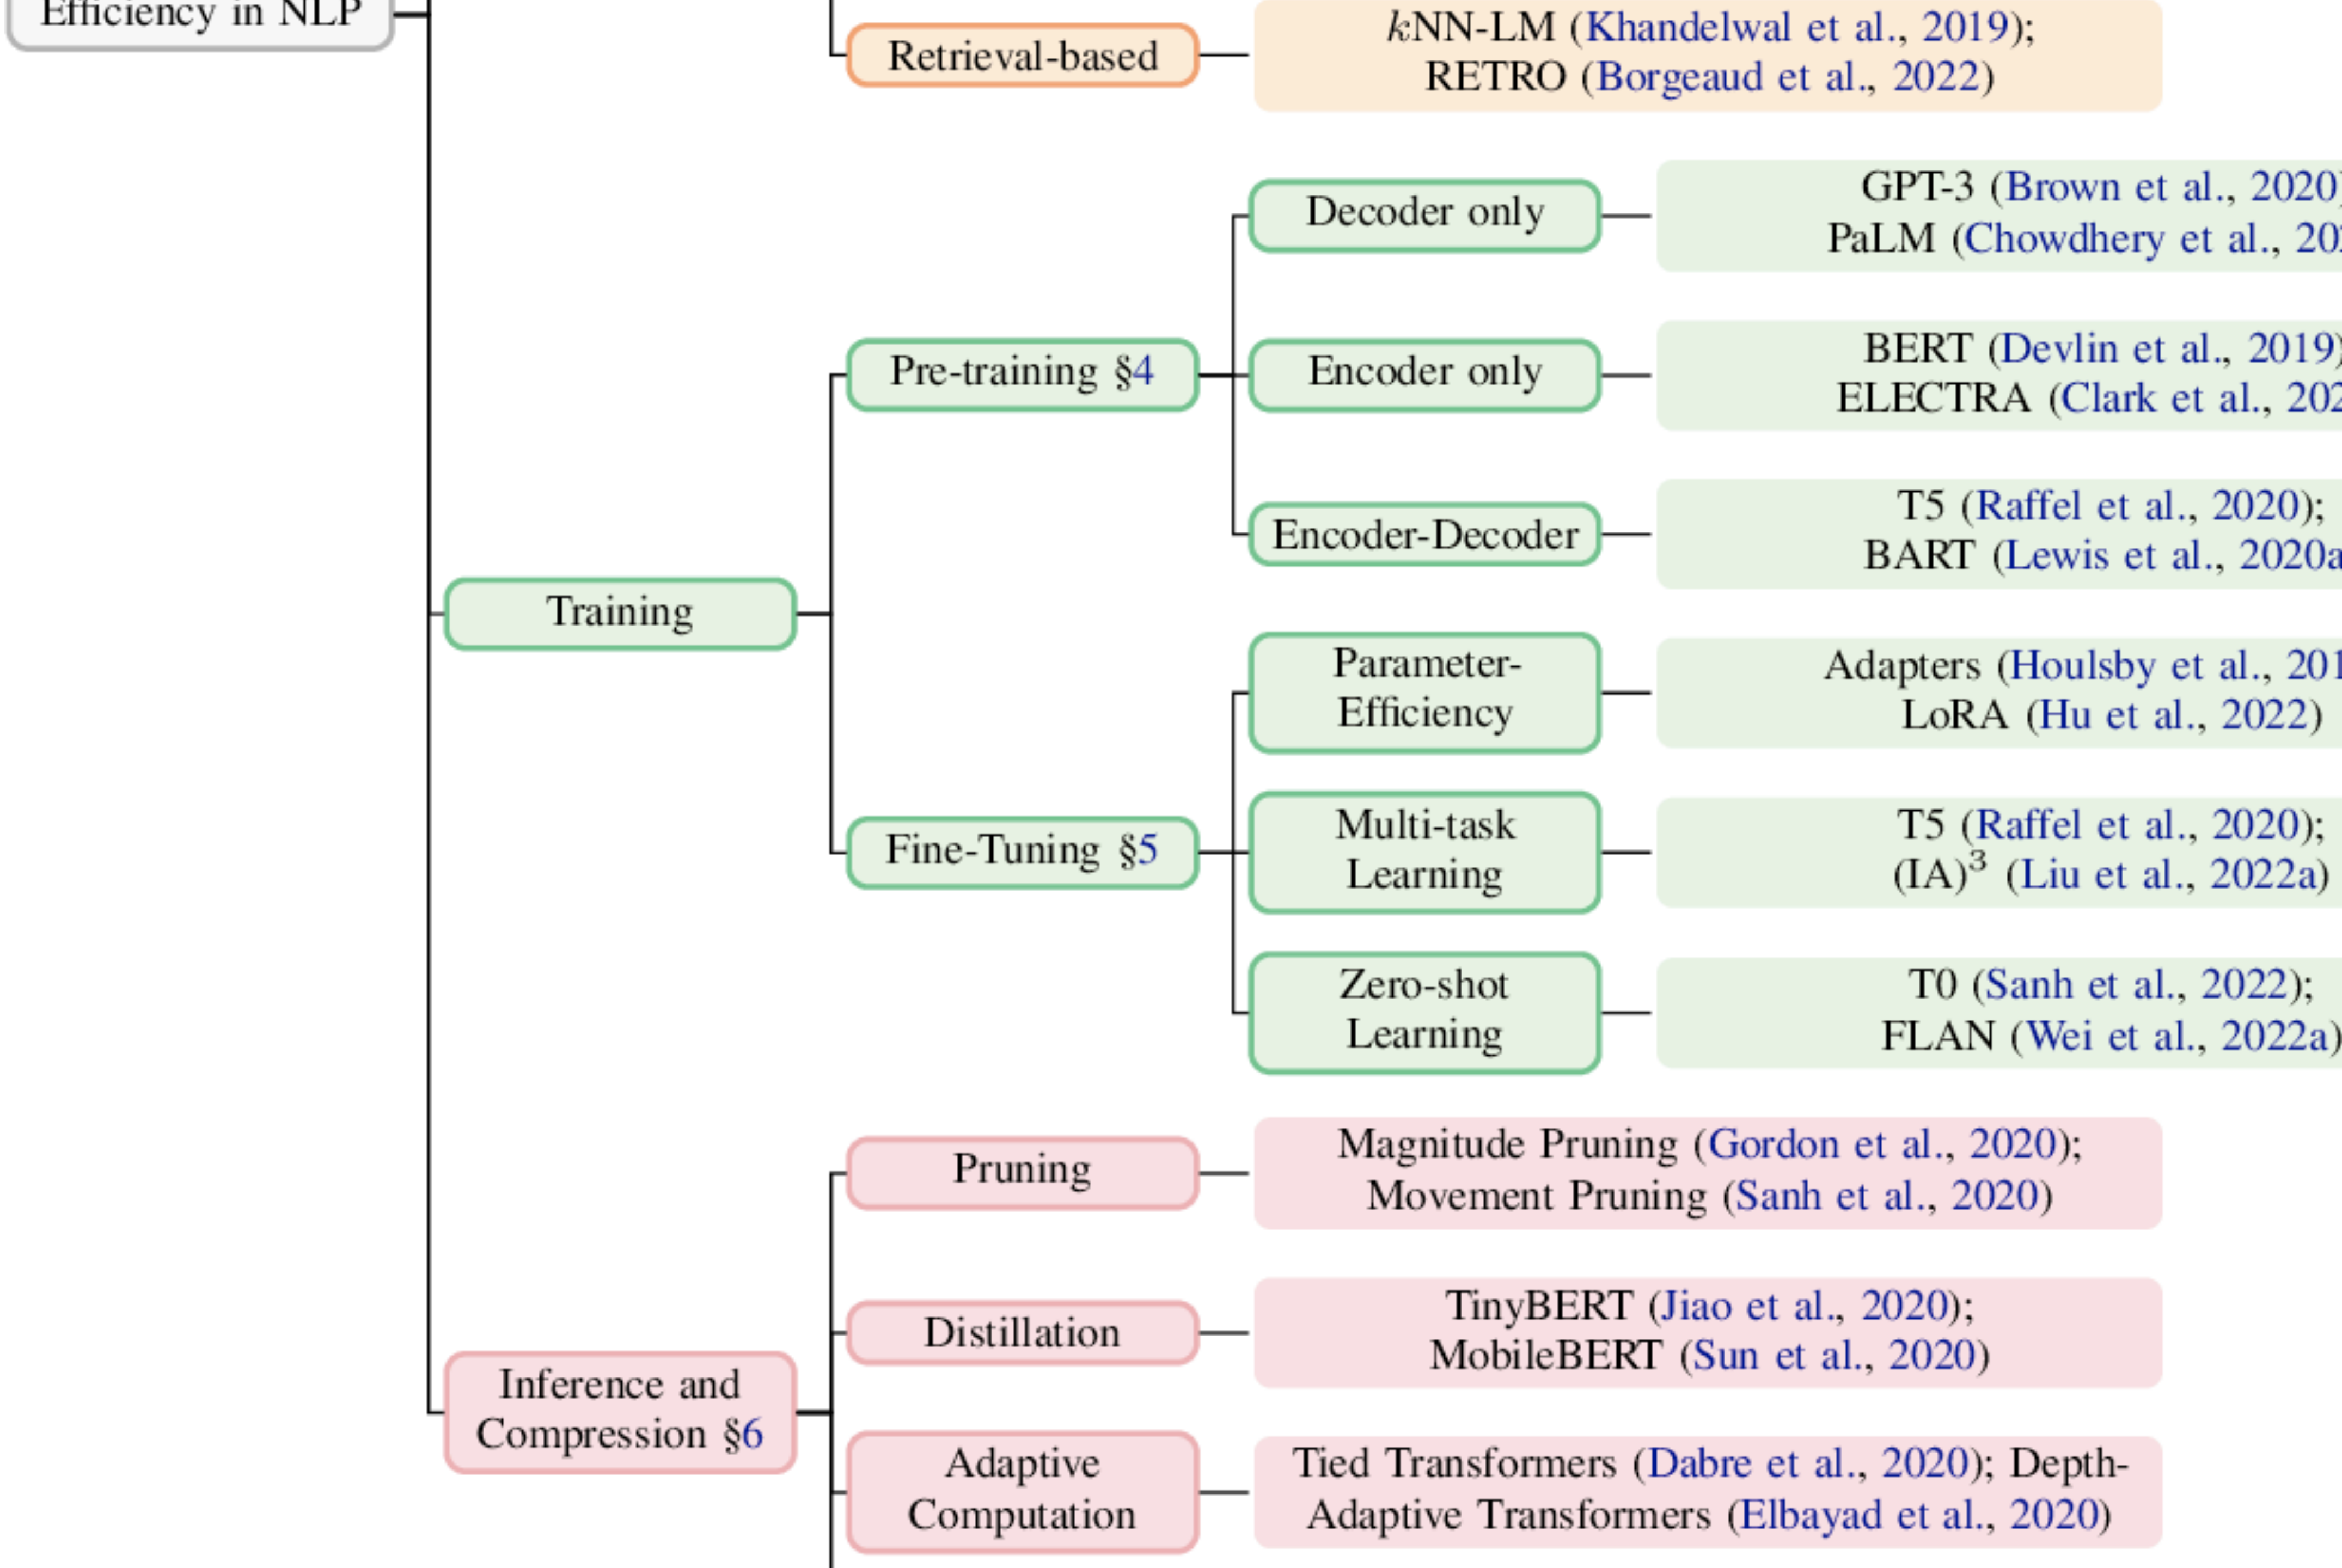 Efficiency in NLP
Retrieval-based
kNN-LM (Khandelwal et al., 2019);
RETRO (Borgeaud et al., 2022)
Training
Pre-training §4
Decoder only
GPT-3 (Brown et al., 2020)
PaLM (Chowdhery et al., 20
Encoder only
BERT (Devlin et al., 2019)
ELECTRA (Clark et al., 202
Encoder-Decoder
T5 (Raffel et al., 2020);
BART (Lewis et al., 2020a
Fine-Tuning §5
Parameter-
Efficiency
Adapters (Houlsby et al., 201
LoRA (Hu et al., 2022)
Multi-task
Learning
T5 (Raffel et al., 2020);
(IA)³ (Liu et al., 2022a)
Zero-shot
Learning
T0 (Sanh et al., 2022);
FLAN (Wei et al., 2022a)
Inference and
Compression §6
Pruning
Magnitude Pruning (Gordon et al., 2020);
Movement Pruning (Sanh et al., 2020)
Distillation
TinyBERT (Jiao et al., 2020);
MobileBERT (Sun et al., 2020)
Adaptive
Computation
Tied Transformers (Dabre et al., 2020); Depth-
Adaptive Transformers (Elbayad et al., 2020)